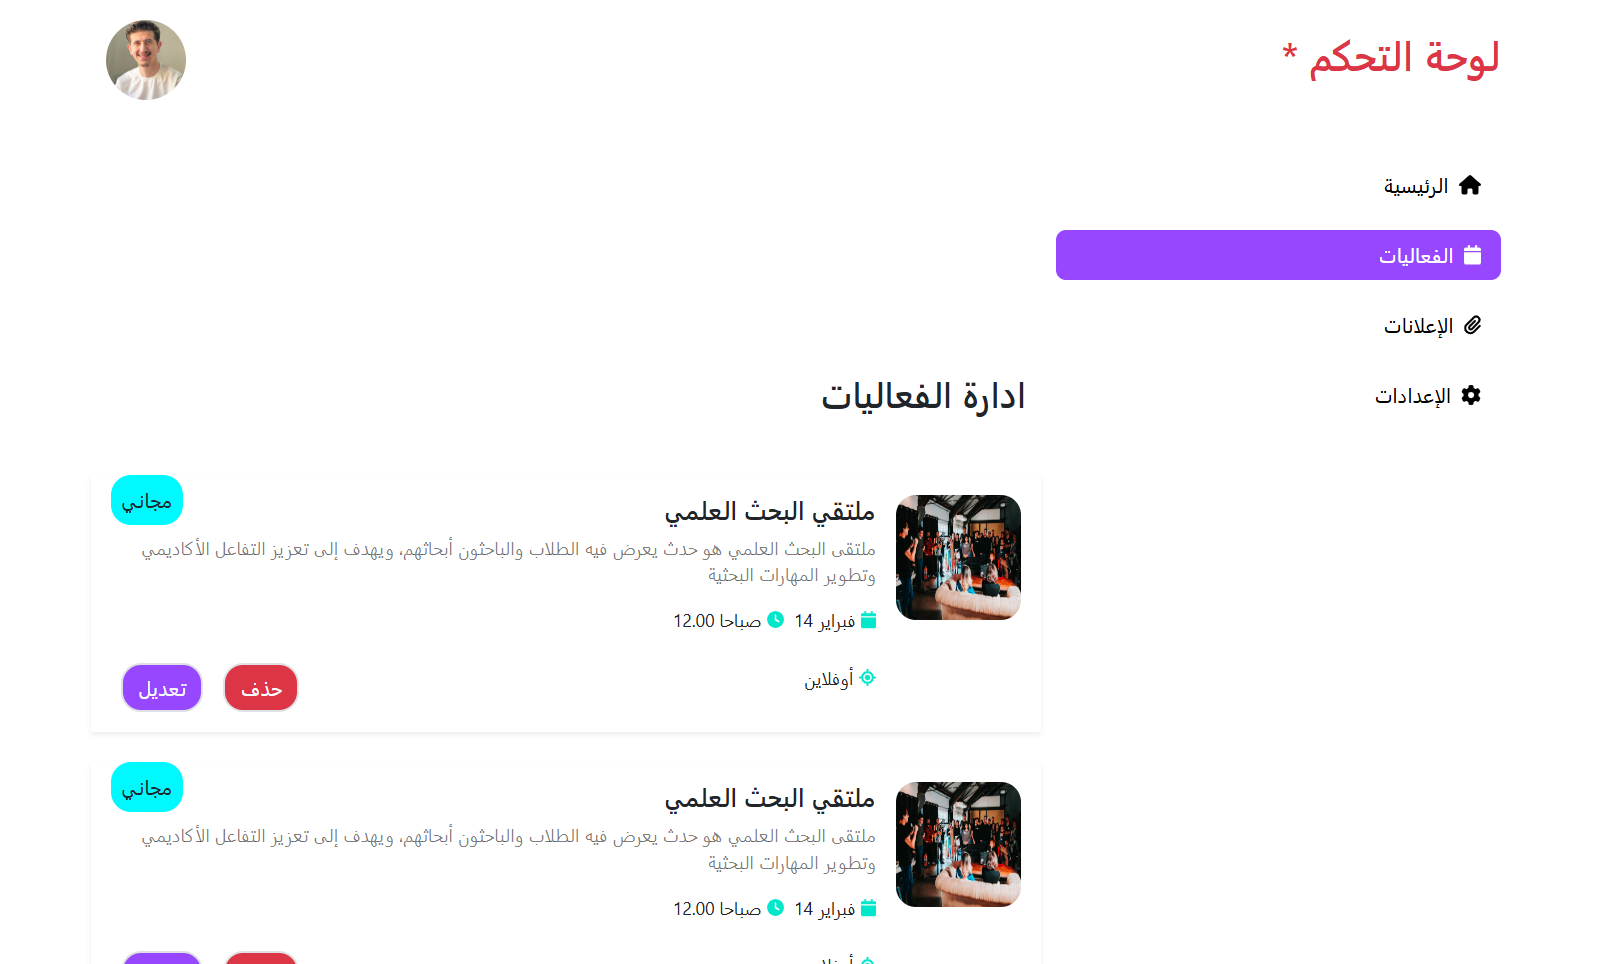 لوحة التحكم *
الرئيسية
الفعاليات
الإعلانات
الإعدادات
ادارة الفعاليات
مجاني
ملتقي البحث العلمي
ملتقى البحث العلمي هو حدث يعرض فيه الطلاب والباحثون أبحاثهم، ويهدف إلى تعزيز التفاعل الأكاديمي
وتطوير المهارات البحثية
فبراير 14 صباحا 12.00
أوفلاين
حذف تعديل
مجاني
ملتقي البحث العلمي
ملتقى البحث العلمي هو حدث يعرض فيه الطلاب والباحثون أبحاثهم، ويهدف إلى تعزيز التفاعل الأكاديمي
وتطوير المهارات البحثية
فبراير 14 صباحا 12.00